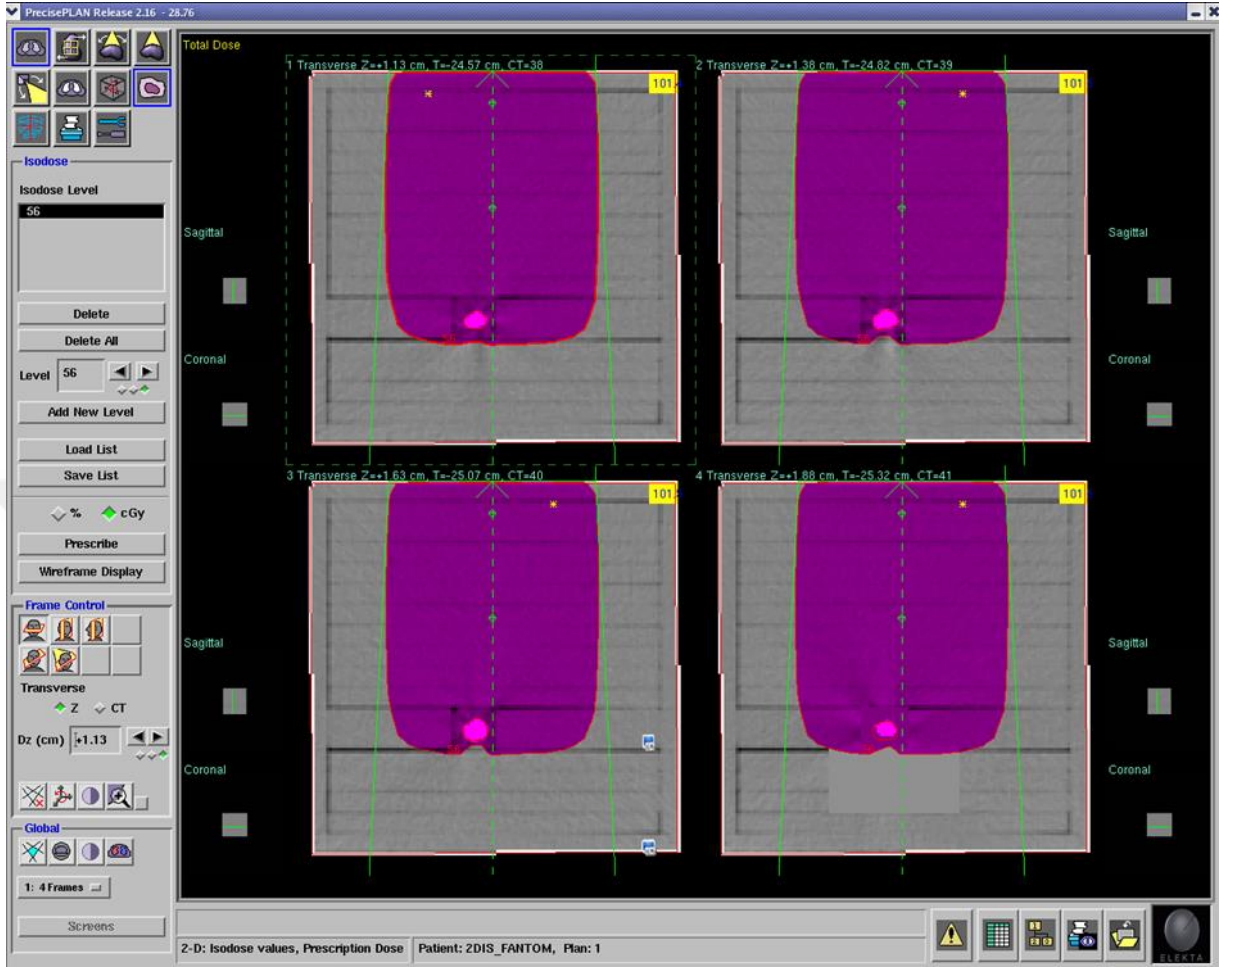 PrecisePLAN Release 2.16 - 28.76
Total Dose
1 Transverse Z=+1.13 cm, T=-24.57 cm, CT=38
2 Transverse Z=+1.38 cm, T=-24.82 cm, CT=39
101
101
Isodose
Isodose Level
56
Sagittal
Sagittal
Delete
Delete All
Coronal
Coronal
Level 56
Add New Level
Load List
Save List
3 Transverse Z=+1.63 cm, T=-25.07 cm, CT=40
4 Transverse Z=+1.88 cm, T=-25.32 cm, CT=41
101
101
% cGy
Prescribe
Wireframe Display
Frame Control
Sagittal
Sagittal
Transverse
Z CT
Dz (cm) +1.13
Coronal
Coronal
Global
1: 4 Frames
Screens
2-D: Isodose values, Prescription Dose
Patient: 2DIS_FANTOM, Plan: 1
ELEKTA